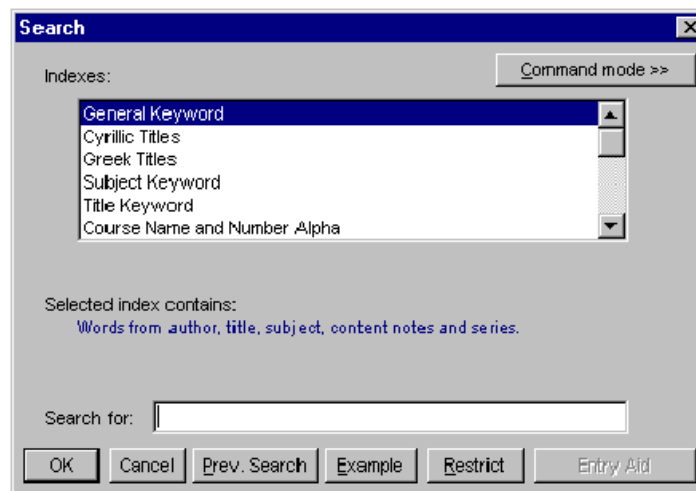 Search
Command mode >>
Indexes:
General Keyword
Cyrillic Titles
Greek Titles
Subject Keyword
Title Keyword
Course Name and Number Alpha
Selected index contains:
Words from author, title, subject, content notes and series.
Search for:
OK Cancel Prev. Search Example Restrict Entry Aid